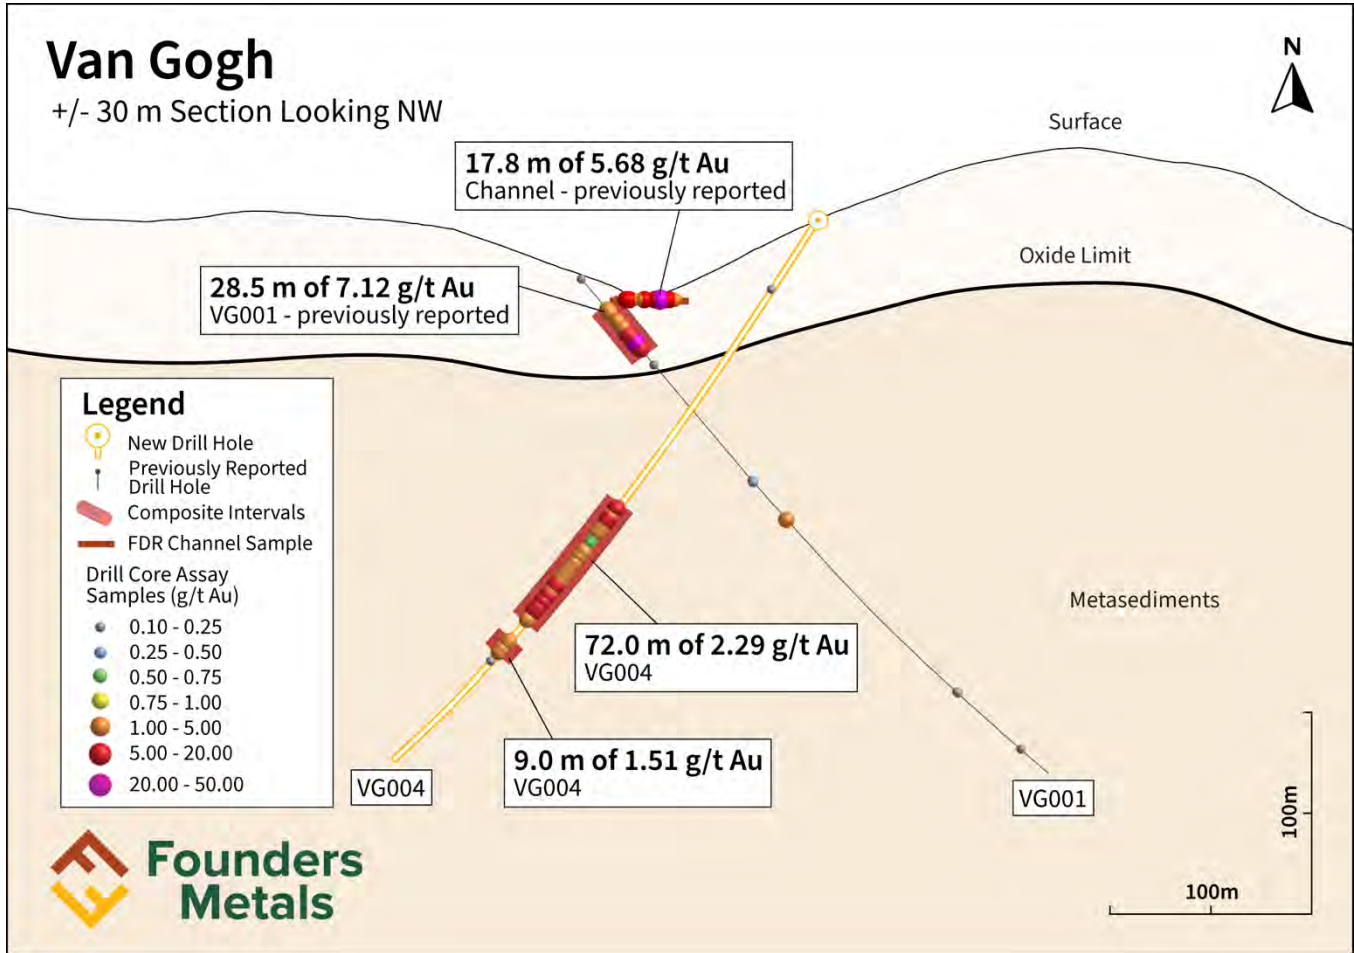 Van Gogh
+/- 30 m Section Looking NW
N
Surface
17.8 m of 5.68 g/t Au
Channel - previously reported
Oxide Limit
28.5 m of 7.12 g/t Au
VG001 - previously reported
Legend
New Drill Hole
Previously Reported
Drill Hole
Composite Intervals
FDR Channel Sample
Drill Core Assay
Samples (g/t Au)
0.10 - 0.25
0.25 - 0.50
0.50 - 0.75
0.75 - 1.00
1.00 - 5.00
5.00 - 20.00
20.00 - 50.00
Metasediments
72.0 m of 2.29 g/t Au
VG004
9.0 m of 1.51 g/t Au
VG004
VG004
VG001
100m
100m
Founders
Metals